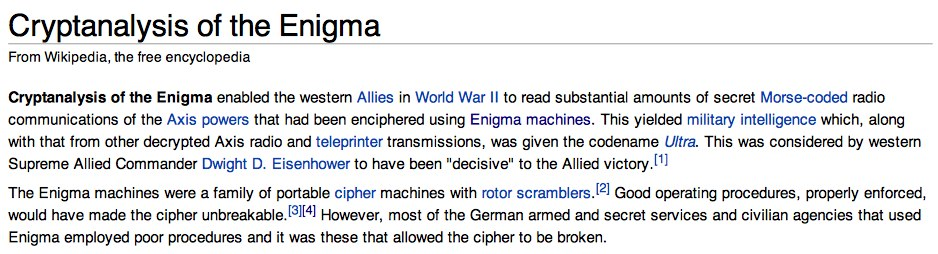 Cryptanalysis of the Enigma
From Wikipedia, the free encyclopedia
Cryptanalysis of the Enigma enabled the western Allies in World War II to read substantial amounts of secret Morse-coded radio
communications of the Axis powers that had been enciphered using Enigma machines. This yielded military intelligence which, along
with that from other decrypted Axis radio and teleprinter transmissions, was given the codename Ultra. This was considered by western
Supreme Allied Commander Dwight D. Eisenhower to have been "decisive" to the Allied victory.[1]
The Enigma machines were a family of portable cipher machines with rotor scramblers.[2] Good operating procedures, properly enforced,
would have made the cipher unbreakable.[3][4] However, most of the German armed and secret services and civilian agencies that used
Enigma employed poor procedures and it was these that allowed the cipher to be broken.